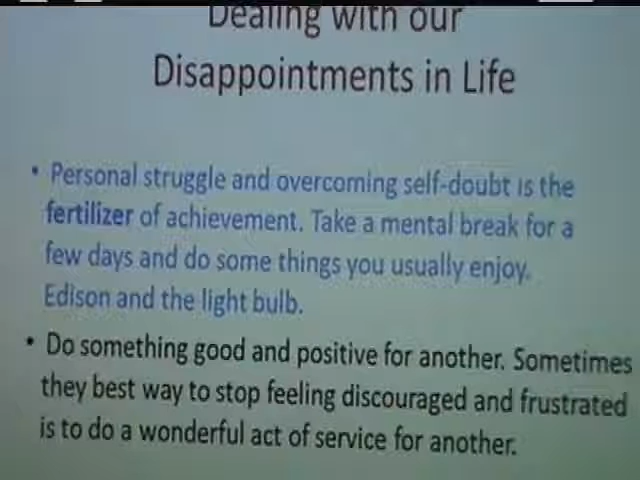 Dealing with our
Disappointments in Life
• Personal struggle and overcoming self-doubt is the
fertilizer of achievement. Take a mental break for a
few days and do some things you usually enjoy.
Edison and the light bulb.
• Do something good and positive for another. Sometimes
they best way to stop feeling discouraged and frustrated
is to do a wonderful act of service for another.